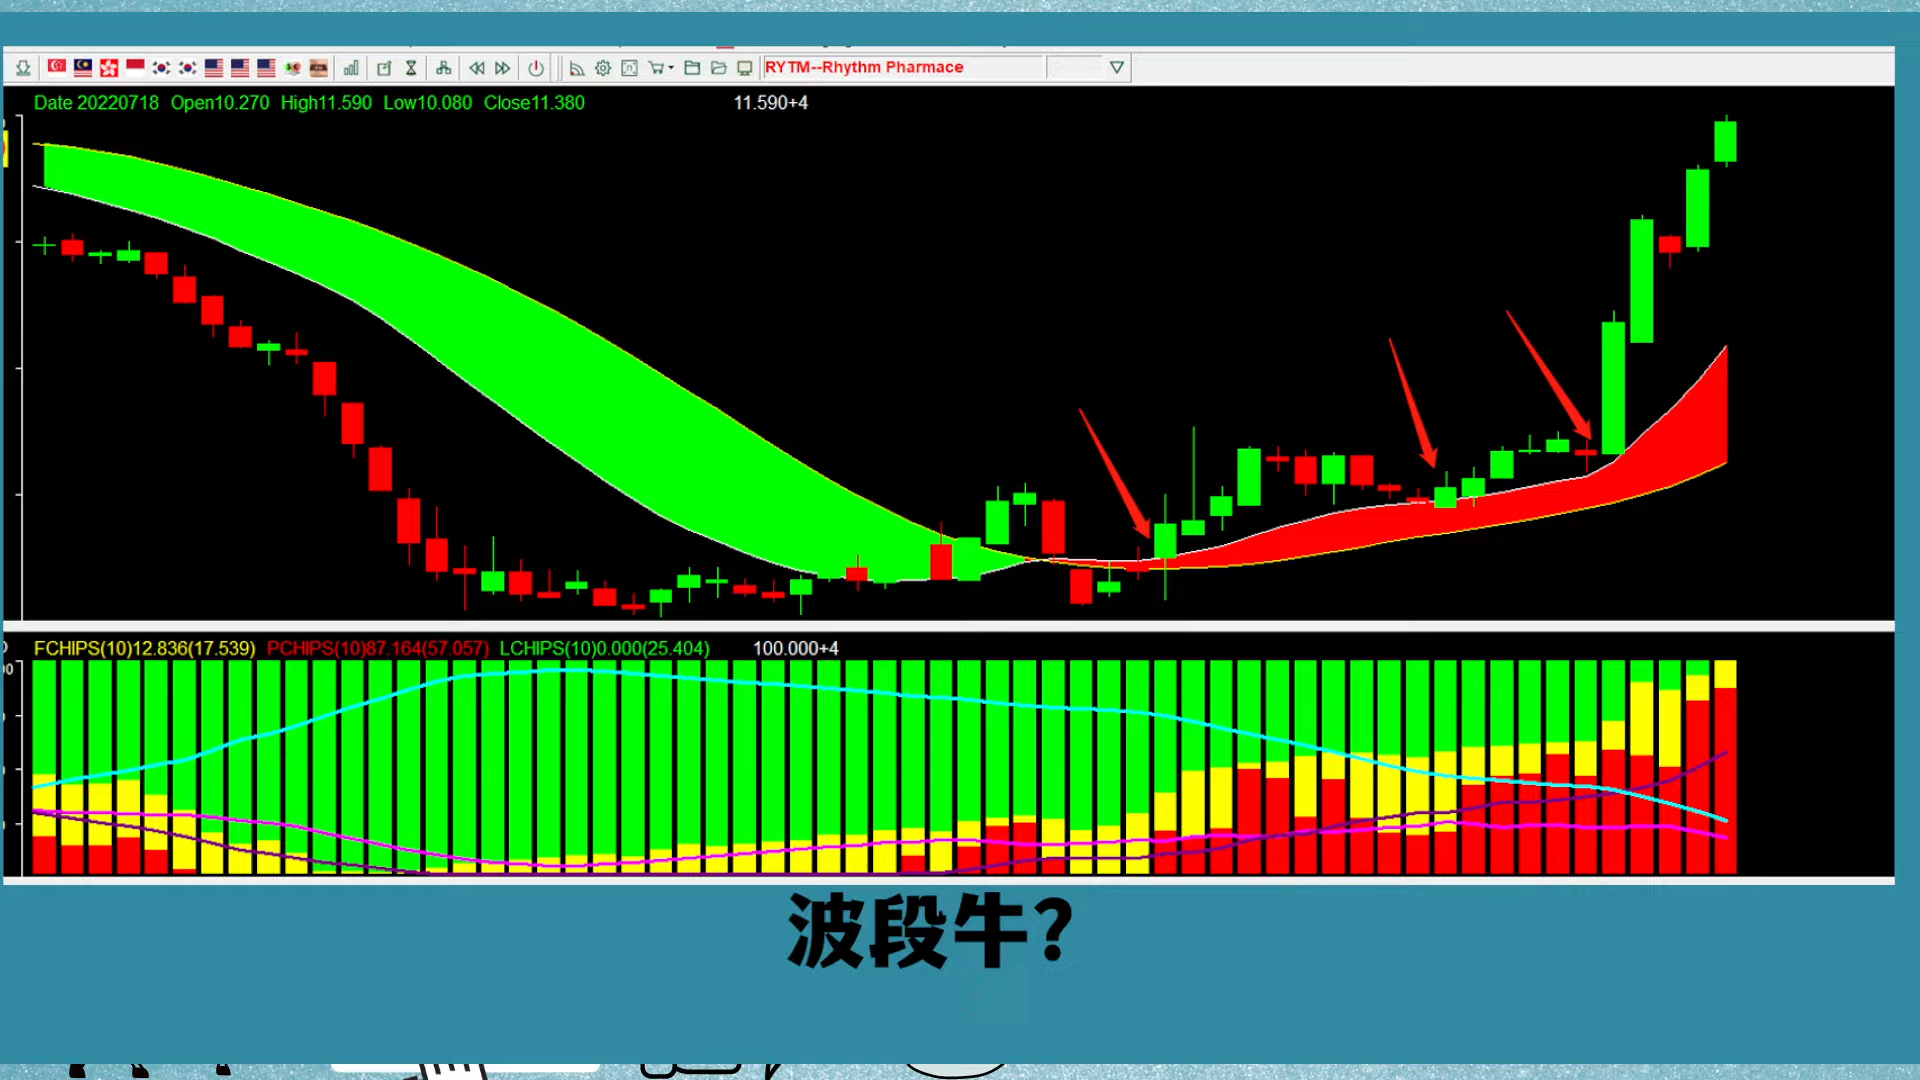 RYTM--Rhythm Pharmace
Date 20220718 Open10.270 High11.590 Low10.080 Close11.380 11.590+4
FCHIPS(10)12.836(17.539) PCHIPS(10)87.164(57.057) LCHIPS(10)0.000(25.404) 100.000+4
波段牛?